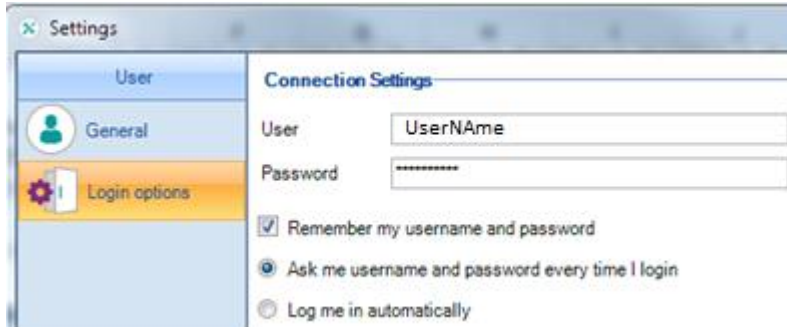 Settings
User
General
Login options
Connection Settings
User UserNAme
Password **********
Remember my username and password
Ask me username and password every time I login
Log me in automatically